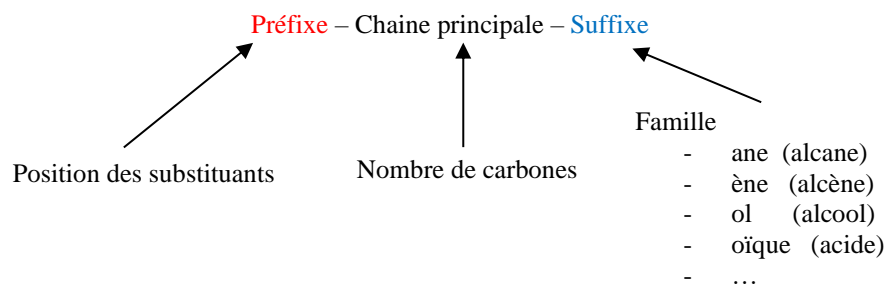 Préfixe – Chaine principale – Suffixe
Position des substituants
Nombre de carbones
Famille
- ane (alcane)
- ène (alcène)
- ol (alcool)
- oïque (acide)
- …